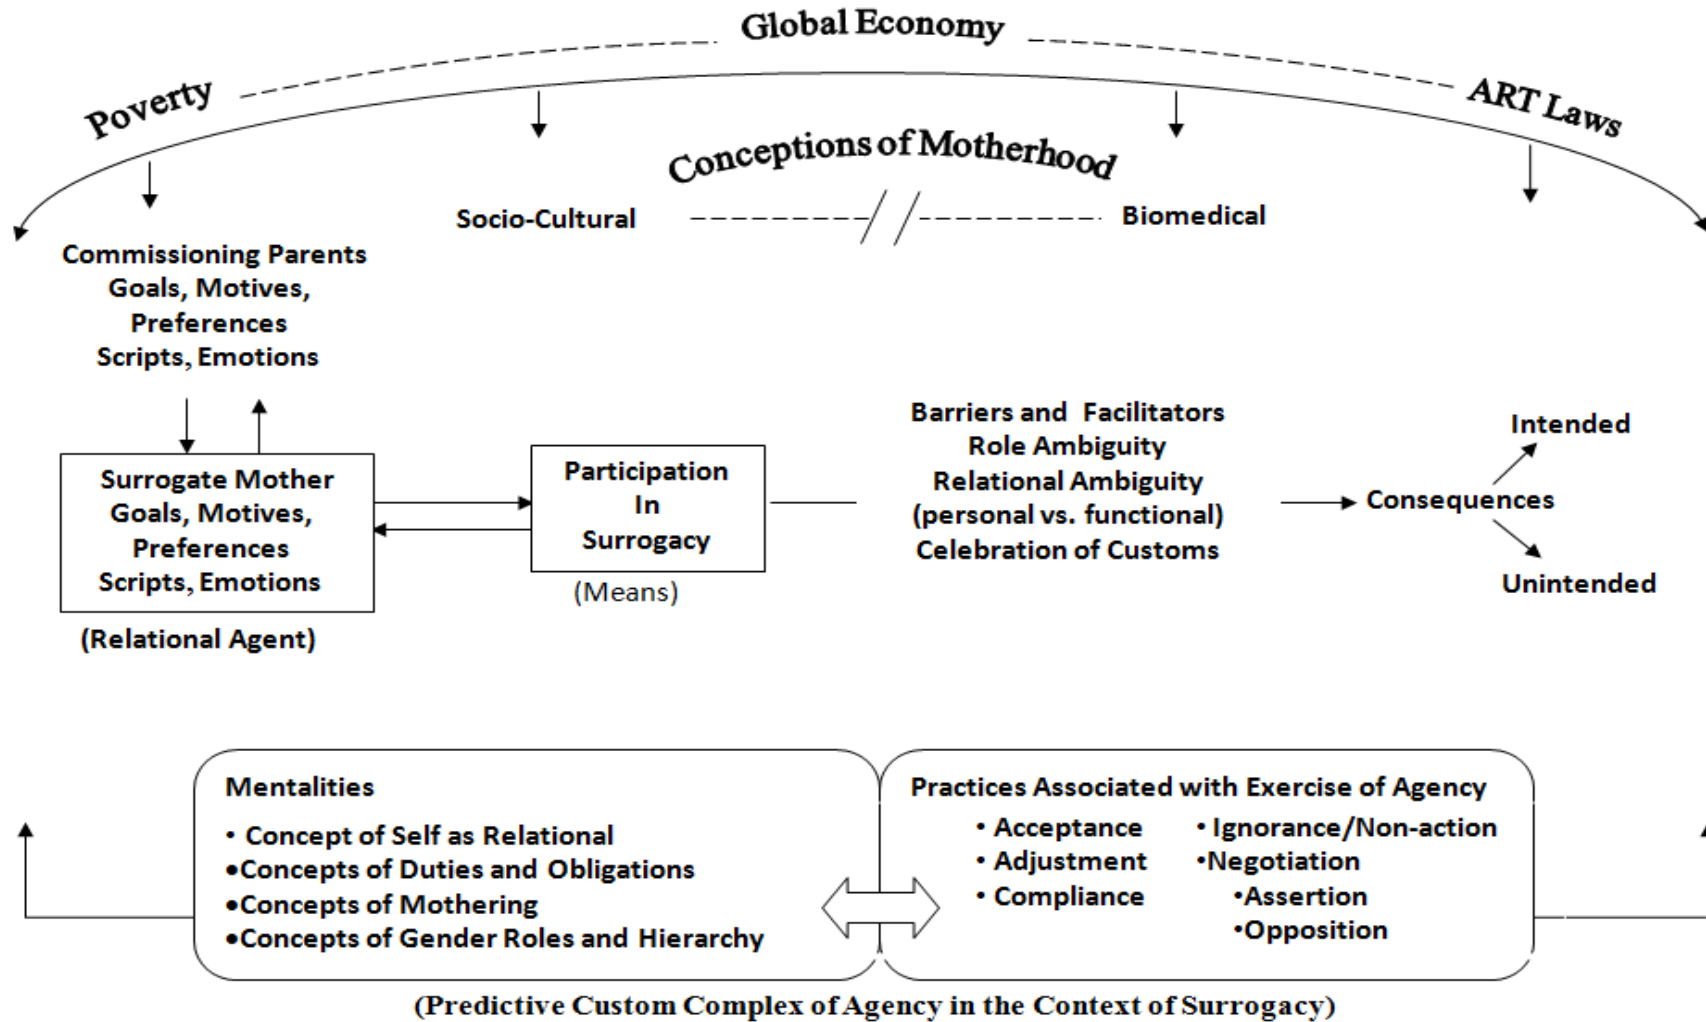 Global Economy
Poverty
ART Laws
Conceptions of Motherhood
Socio-Cultural
Biomedical
Commissioning Parents
Goals, Motives,
Preferences
Scripts, Emotions
Surrogate Mother
Goals, Motives,
Preferences
Scripts, Emotions
(Relational Agent)
Participation
In
Surrogacy
(Means)
Barriers and Facilitators
Role Ambiguity
Relational Ambiguity
(personal vs. functional)
Celebration of Customs
Intended
Consequences
Unintended
Mentalities
• Concept of Self as Relational
•Concepts of Duties and Obligations
•Concepts of Mothering
•Concepts of Gender Roles and Hierarchy
Practices Associated with Exercise of Agency
• Acceptance
• Adjustment
• Compliance
• Ignorance/Non-action
•Negotiation
•Assertion
•Opposition
(Predictive Custom Complex of Agency in the Context of Surrogacy)